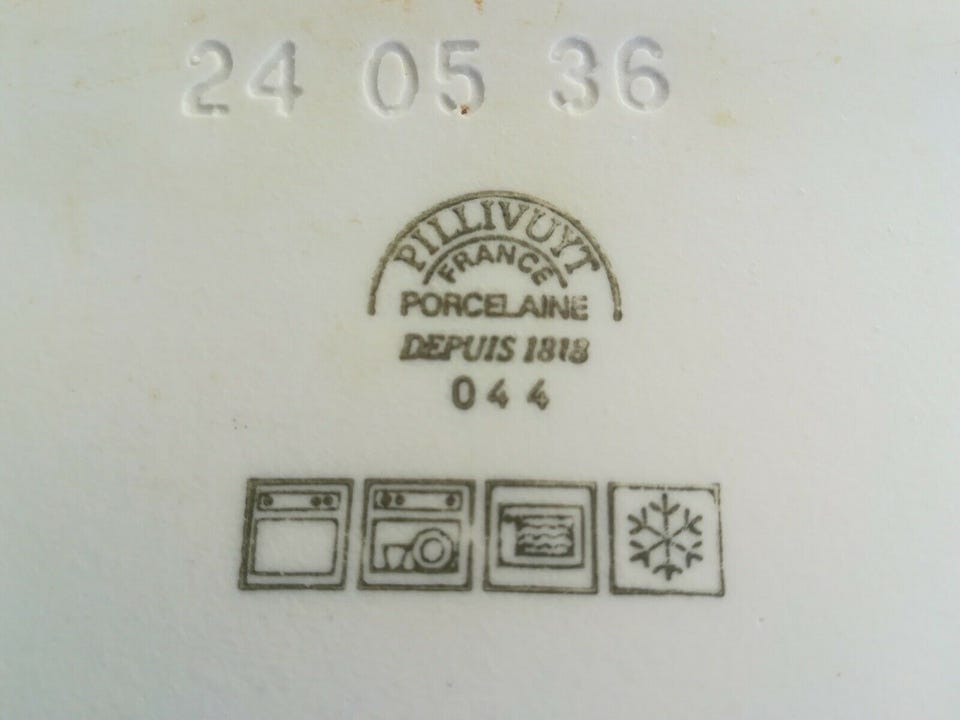 24 05 36
PILLIVUYT
FRANCE
PORCELAINE
DEPUIS 1818
044